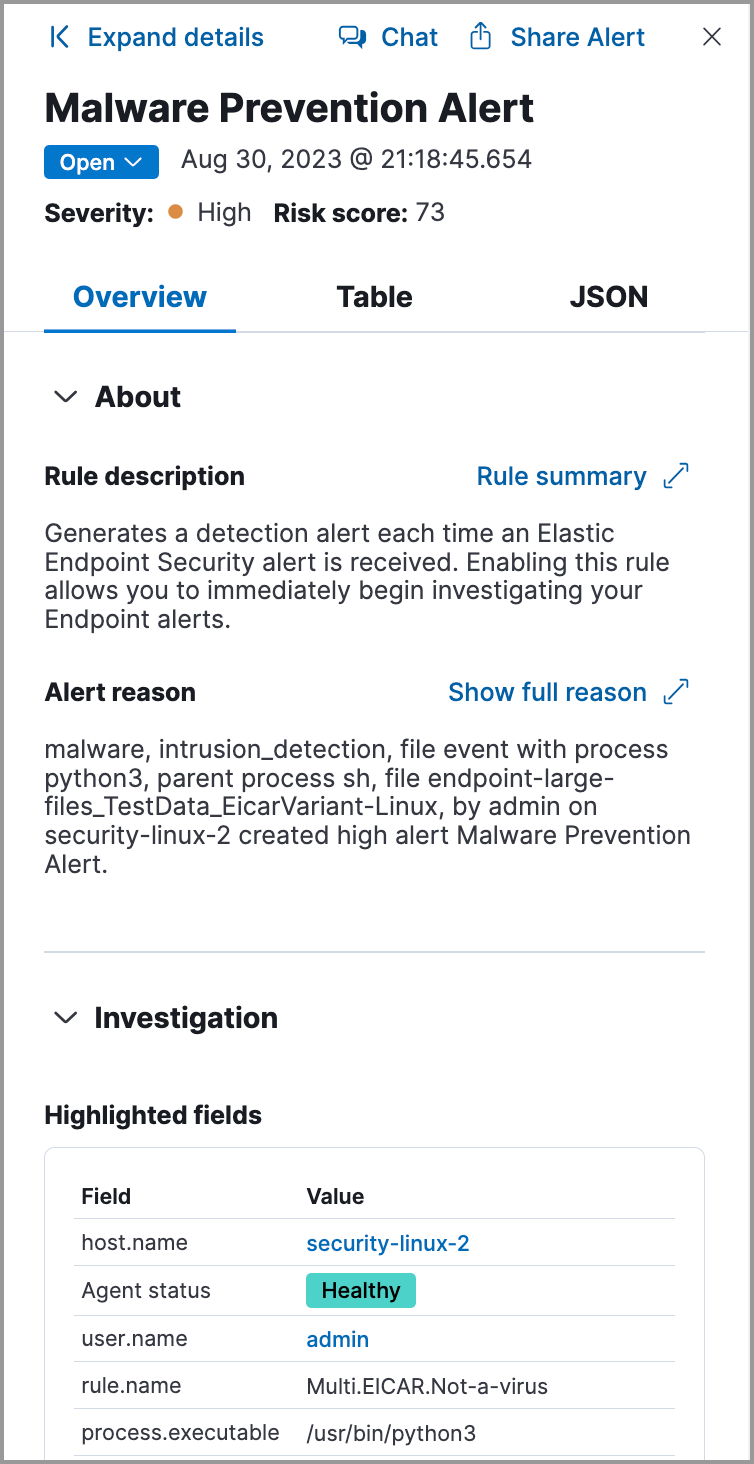 Expand details Chat Share Alert
Malware Prevention Alert
Open Aug 30, 2023 @ 21:18:45.654
Severity: High Risk score: 73
Overview Table JSON
About
Rule description Rule summary
Generates a detection alert each time an Elastic
Endpoint Security alert is received. Enabling this rule
allows you to immediately begin investigating your
Endpoint alerts.
Alert reason Show full reason
malware, intrusion_detection, file event with process
python3, parent process sh, file endpoint-large-
files_TestData_EicarVariant-Linux, by admin on
security-linux-2 created high alert Malware Prevention
Alert.
Investigation
Highlighted fields
Field Value
host.name security-linux-2
Agent status Healthy
user.name admin
rule.name Multi.EICAR.Not-a-virus
process.executable /usr/bin/python3